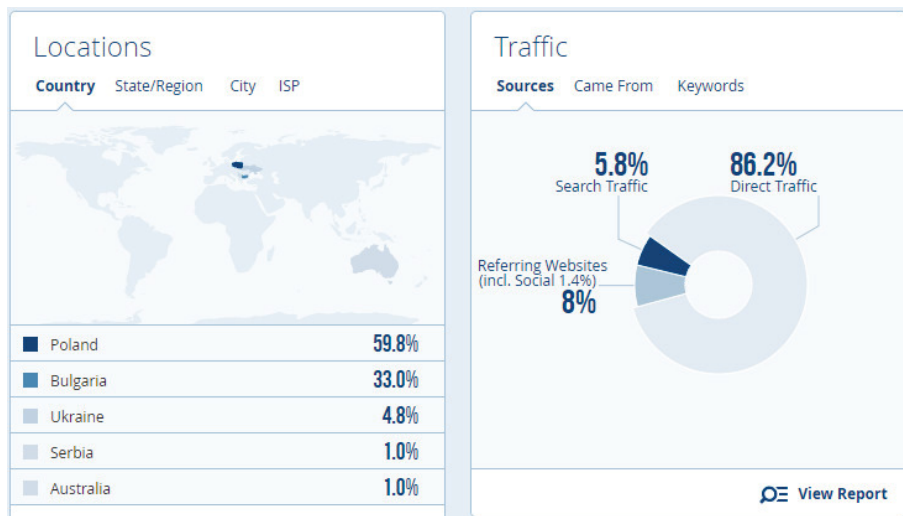 Locations
Country State/Region City ISP
Poland 59.8%
Bulgaria 33.0%
Ukraine 4.8%
Serbia 1.0%
Australia 1.0%
Traffic
Sources Came From Keywords
5.8% 86.2%
Search Traffic Direct Traffic
Referring Websites
(incl. Social 1.4%)
8%
View Report